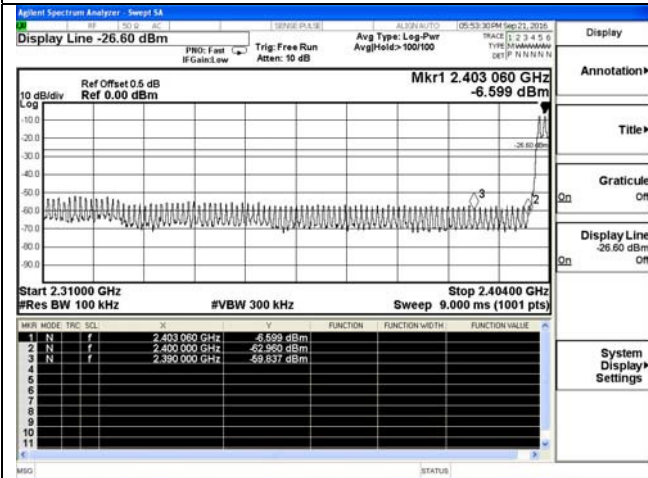 Agilent Spectrum Analyzer - Swept SA
RF 50 Ω AC SENSE:PULSE ALIGN AUTO 05:53:30 PM Sep 21, 2016
Display Line -26.60 dBm
Avg Type: Log-Pwr
Avg|Hold:>100/100
PNO: Fast
IFGain:Low
Trig: Free Run
Atten: 10 dB
TRACE 1 2 3 4 5 6
TYPE
DET P N N N N N
Ref Offset 0.5 dB
Ref 0.00 dBm
10 dB/div
Log
Mkr1 2.403 060 GHz
-6.599 dBm
-10.0
-20.0
-26.60 dBm
-30.0
-40.0
-50.0
-60.0
-70.0
-80.0
-90.0
3
2
Start 2.31000 GHz
Stop 2.40400 GHz
#Res BW 100 kHz
#VBW 300 kHz
Sweep 9.000 ms (1001 pts)
MKR MODE TRC SCL X Y FUNCTION FUNCTION WIDTH FUNCTION VALUE
1 N f 2.403 060 GHz -6.599 dBm
2 N f 2.400 000 GHz -62.960 dBm
3 N f 2.390 000 GHz -59.837 dBm
4
5
6
7
8
9
10
11
MSG
STATUS
Display
Annotation
Title
Graticule
On Off
Display Line
-26.60 dBm
On Off
System
Display
Settings